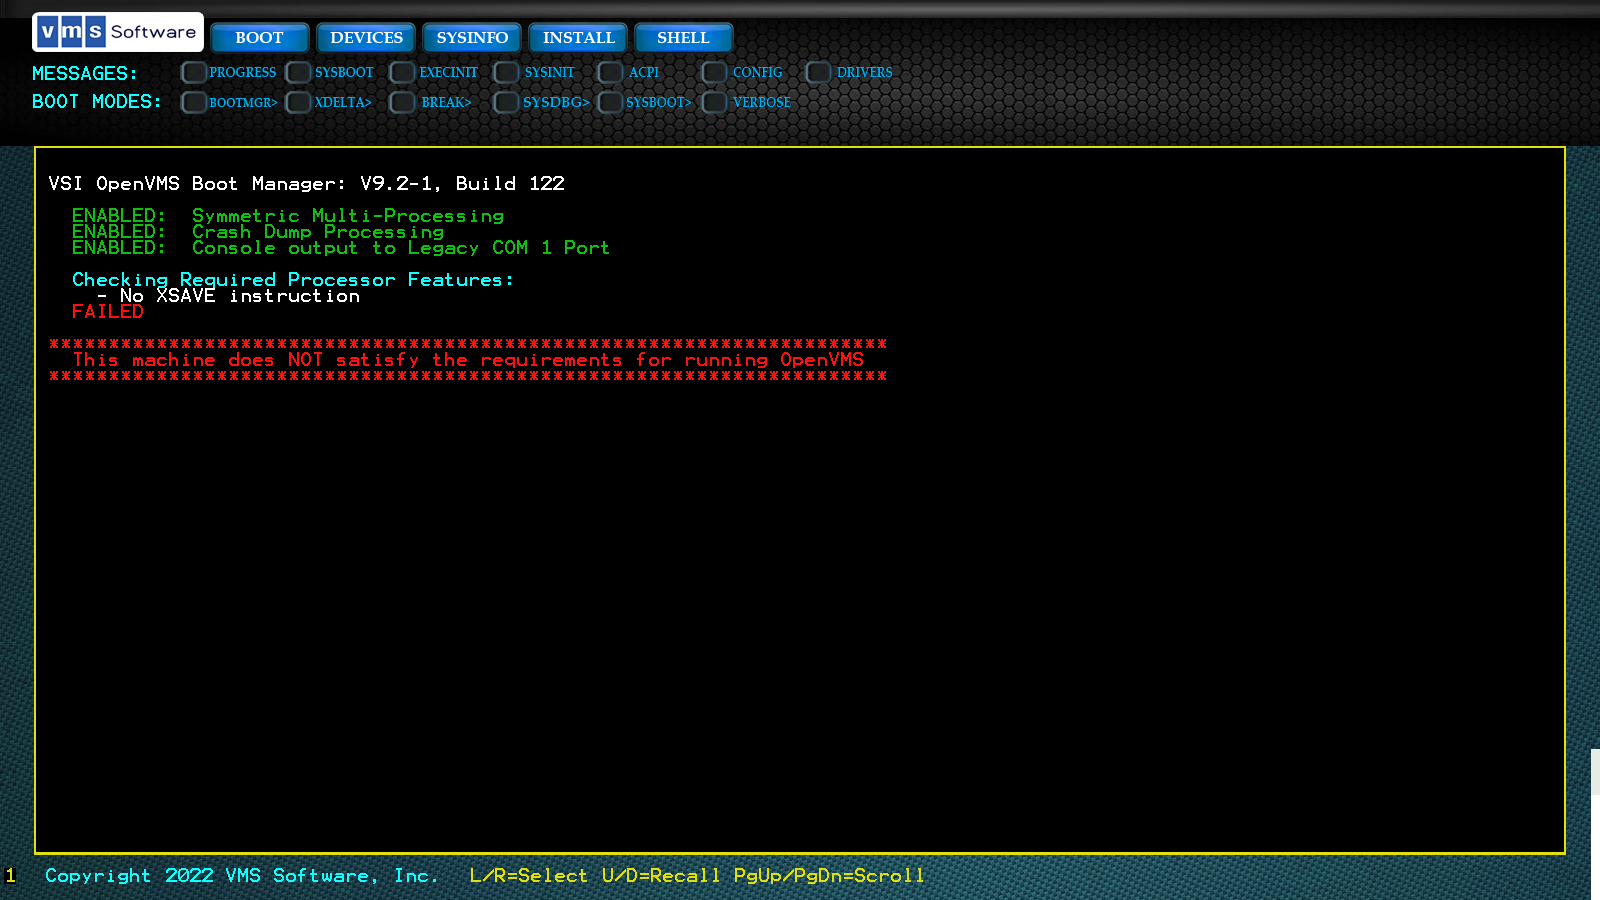 vms Software BOOT DEVICES SYSINFO INSTALL SHELL
MESSAGES: PROGRESS SYSBOOT EXECINIT SYSINIT ACPI CONFIG DRIVERS
BOOT MODES: BOOTMGR> XDELTA> BREAK> SYSDBG> SYSBOOT> VERBOSE
VSI OpenVMS Boot Manager: V9.2-1, Build 122
ENABLED: Symmetric Multi-Processing
ENABLED: Crash Dump Processing
ENABLED: Console output to Legacy COM 1 Port
Checking Required Processor Features:
- No XSAVE instruction
FAILED
**********************************************************************
This machine does NOT satisfy the requirements for running OpenVMS
**********************************************************************
1 Copyright 2022 VMS Software, Inc. L/R=Select U/D=Recall PgUp/PgDn=Scroll